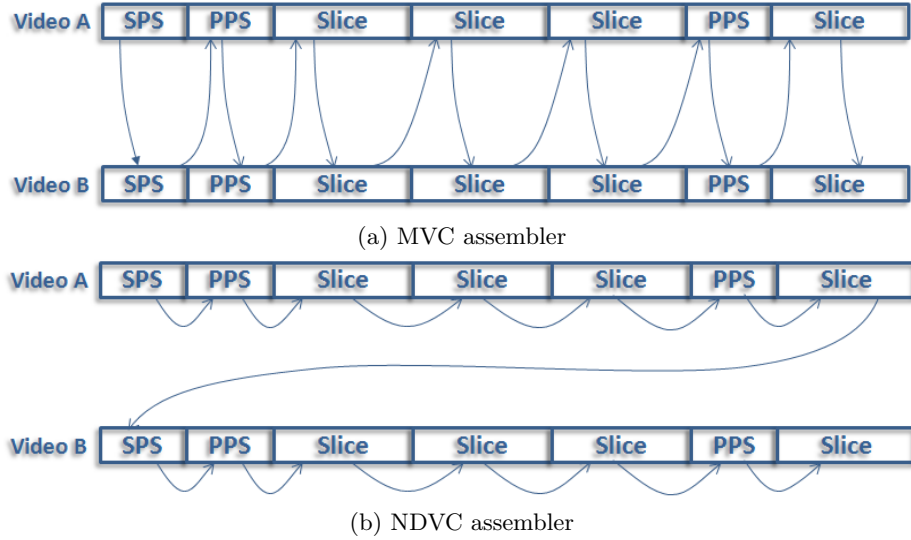 Video A SPS PPS Slice Slice Slice PPS Slice
Video B SPS PPS Slice Slice Slice PPS Slice
(a) MVC assembler
Video A SPS PPS Slice Slice Slice PPS Slice
Video B SPS PPS Slice Slice Slice PPS Slice
(b) NDVC assembler